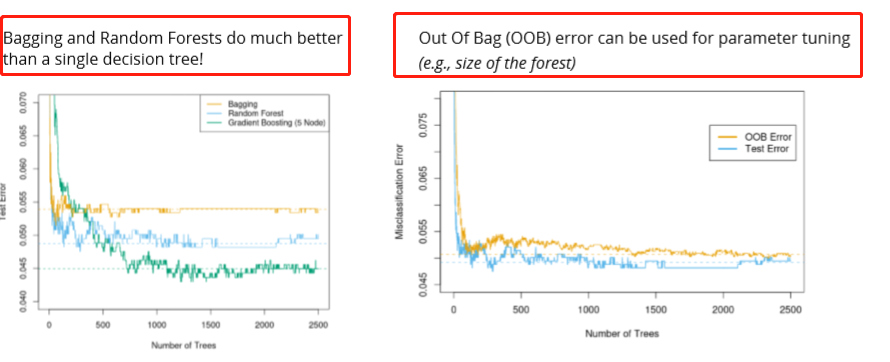 Bagging and Random Forests do much better
than a single decision tree!
Out Of Bag (OOB) error can be used for parameter tuning
(e.g., size of the forest)
Test Error
0.070
0.065
0.060
0.055
0.050
0.045
0.040
Bagging
Random Forest
Gradient Boosting (5 Node)
0
500
1000
1500
2000
2500
Number of Trees
Misclassification Error
0.075
0.065
0.055
0.045
OOB Error
Test Error
0
500
1000
1500
2000
2500
Number of Trees